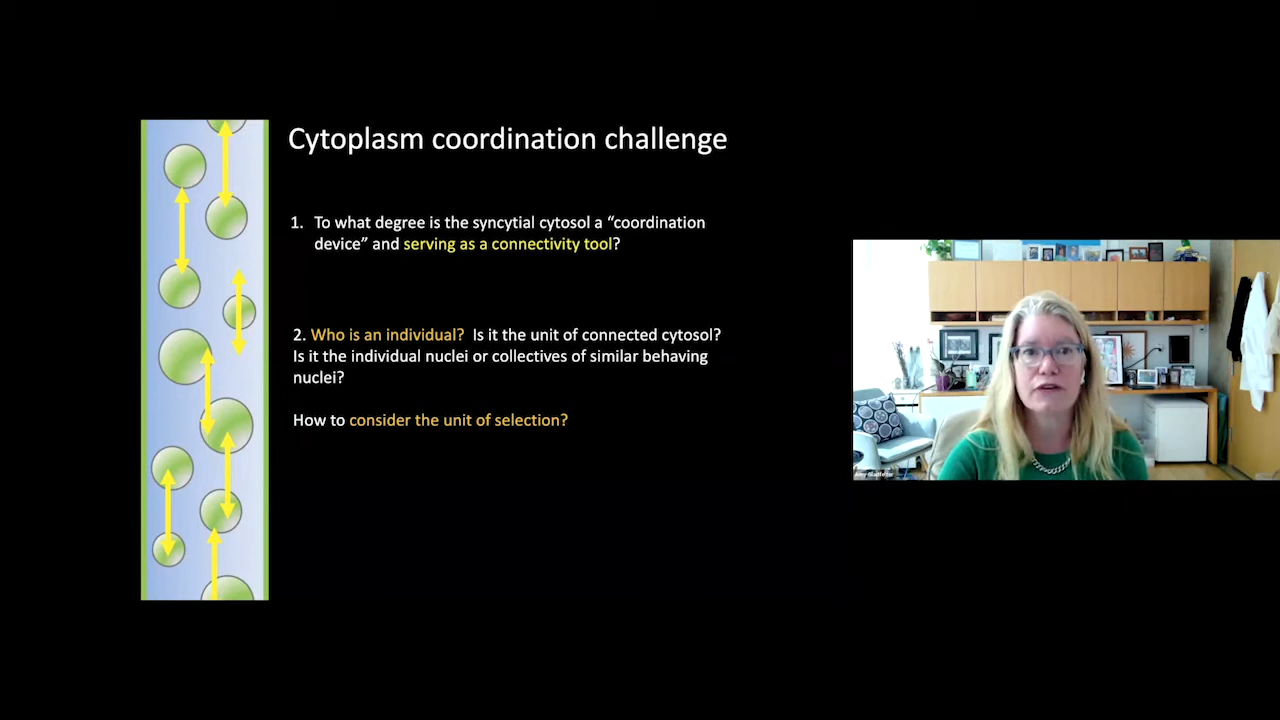 Cytoplasm coordination challenge
1. To what degree is the syncytial cytosol a “coordination
device” and serving as a connectivity tool?
2. Who is an individual? Is it the unit of connected cytosol?
Is it the individual nuclei or collectives of similar behaving
nuclei?
How to consider the unit of selection?
Amy Gladfelter